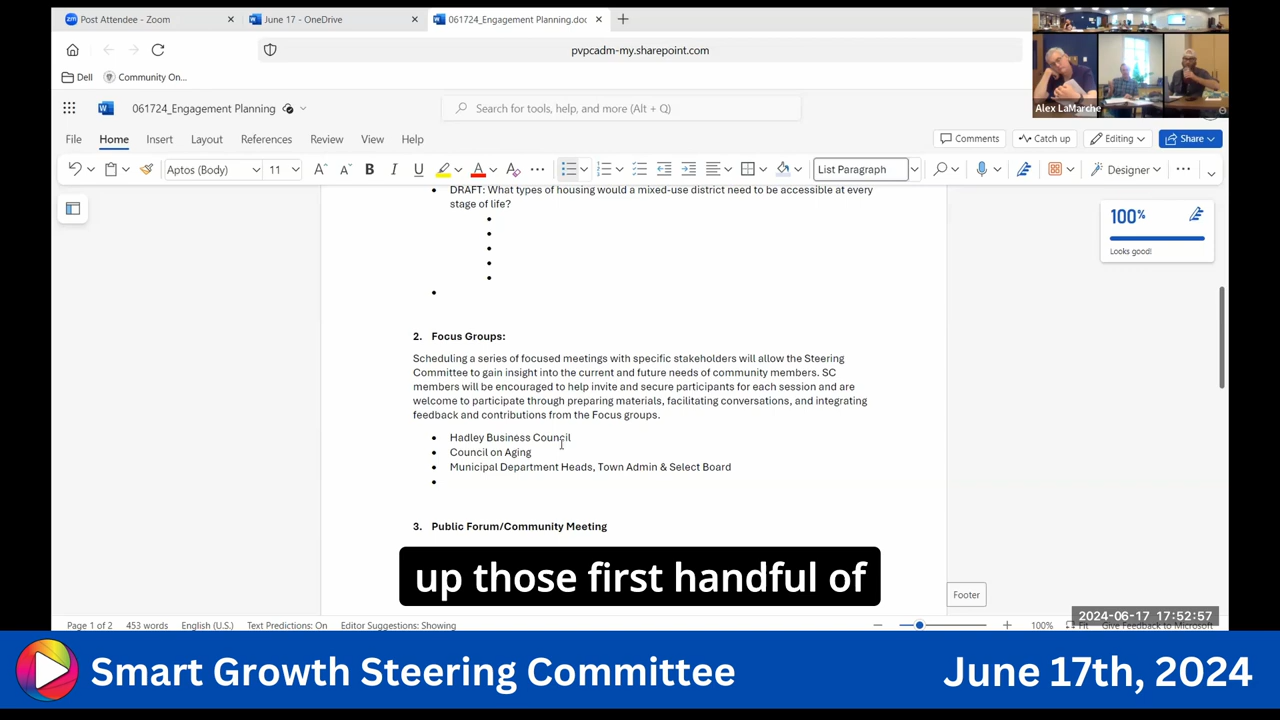 Post Attendee - Zoom
June 17 - OneDrive
061724_Engagement Planning.doc
pvpcadm-my.sharepoint.com
Dell
Community On...
Alex LaMarche
061724_Engagement Planning
Search for tools, help, and more (Alt + Q)
File Home Insert Layout References Review View Help
Comments Catch up Editing Share
Aptos (Body) 11
B I U
A
List Paragraph
Designer
DRAFT: What types of housing would a mixed-use district need to be accessible at every
stage of life?
100%
Looks good!
2. Focus Groups:
Scheduling a series of focused meetings with specific stakeholders will allow the Steering
Committee to gain insight into the current and future needs of community members. SC
members will be encouraged to help invite and secure participants for each session and are
welcome to participate through preparing materials, facilitating conversations, and integrating
feedback and contributions from the Focus groups.
• Hadley Business Council
• Council on Aging
• Municipal Department Heads, Town Admin & Select Board
3. Public Forum/Community Meeting
up those first handful of
Footer
2024-06-17 17:52:57
Page 1 of 2 453 words English (U.S.) Text Predictions: On Editor Suggestions: Showing
100% Fit Give Feedback to Microsoft
Smart Growth Steering Committee
June 17th, 2024